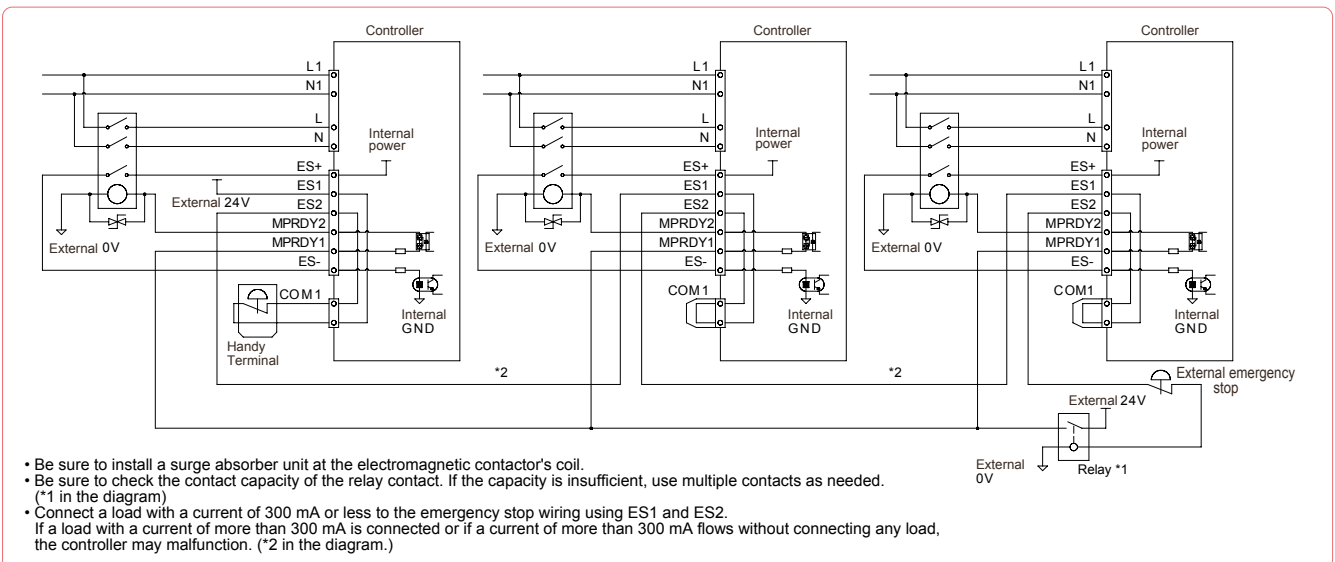 Controller
Controller
Controller
L1
N1
L
N
Internal
power
ES+
ES1
External 24V
ES2
MPRDY2
MPRDY1
External 0V
ES-
COM1
Internal
GND
Handy
Terminal
*2
L1
N1
L
N
Internal
power
ES+
ES1
ES2
MPRDY2
MPRDY1
External 0V
ES-
COM1
Internal
GND
*2
L1
N1
L
N
Internal
power
ES+
ES1
ES2
MPRDY2
MPRDY1
External 0V
ES-
COM1
Internal
GND
External emergency
stop
External 24V
External
0V
Relay *1
• Be sure to install a surge absorber unit at the electromagnetic contactor's coil.
• Be sure to check the contact capacity of the relay contact. If the capacity is insufficient, use multiple contacts as needed.
(*1 in the diagram)
• Connect a load with a current of 300 mA or less to the emergency stop wiring using ES1 and ES2.
If a load with a current of more than 300 mA is connected or if a current of more than 300 mA flows without connecting any load,
the controller may malfunction. (*2 in the diagram.)